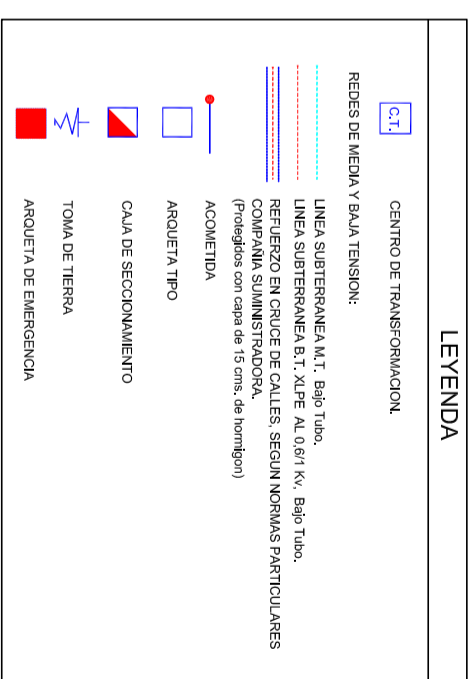 LEYENDA
C.T.
CENTRO DE TRANSFORMACION.
REDES DE MEDIA Y BAJA TENSION:
LINEA SUBTERRANEA M.T. Bajo Tubo.
LINEA SUBTERRANEA B.T. XLPE AL 0,6/1 Kv, Bajo Tubo.
REFUERZO EN CRUCE DE CALLES, SEGUN NORMAS PARTICULARES
COMPAÑIA SUMINISTRADORA.
(Protegidos con capa de 15 cms. de hormigon)
ACOMETIDA
ARQUETA TIPO
CAJA DE SECCIONAMIENTO
TOMA DE TIERRA
ARQUETA DE EMERGENCIA